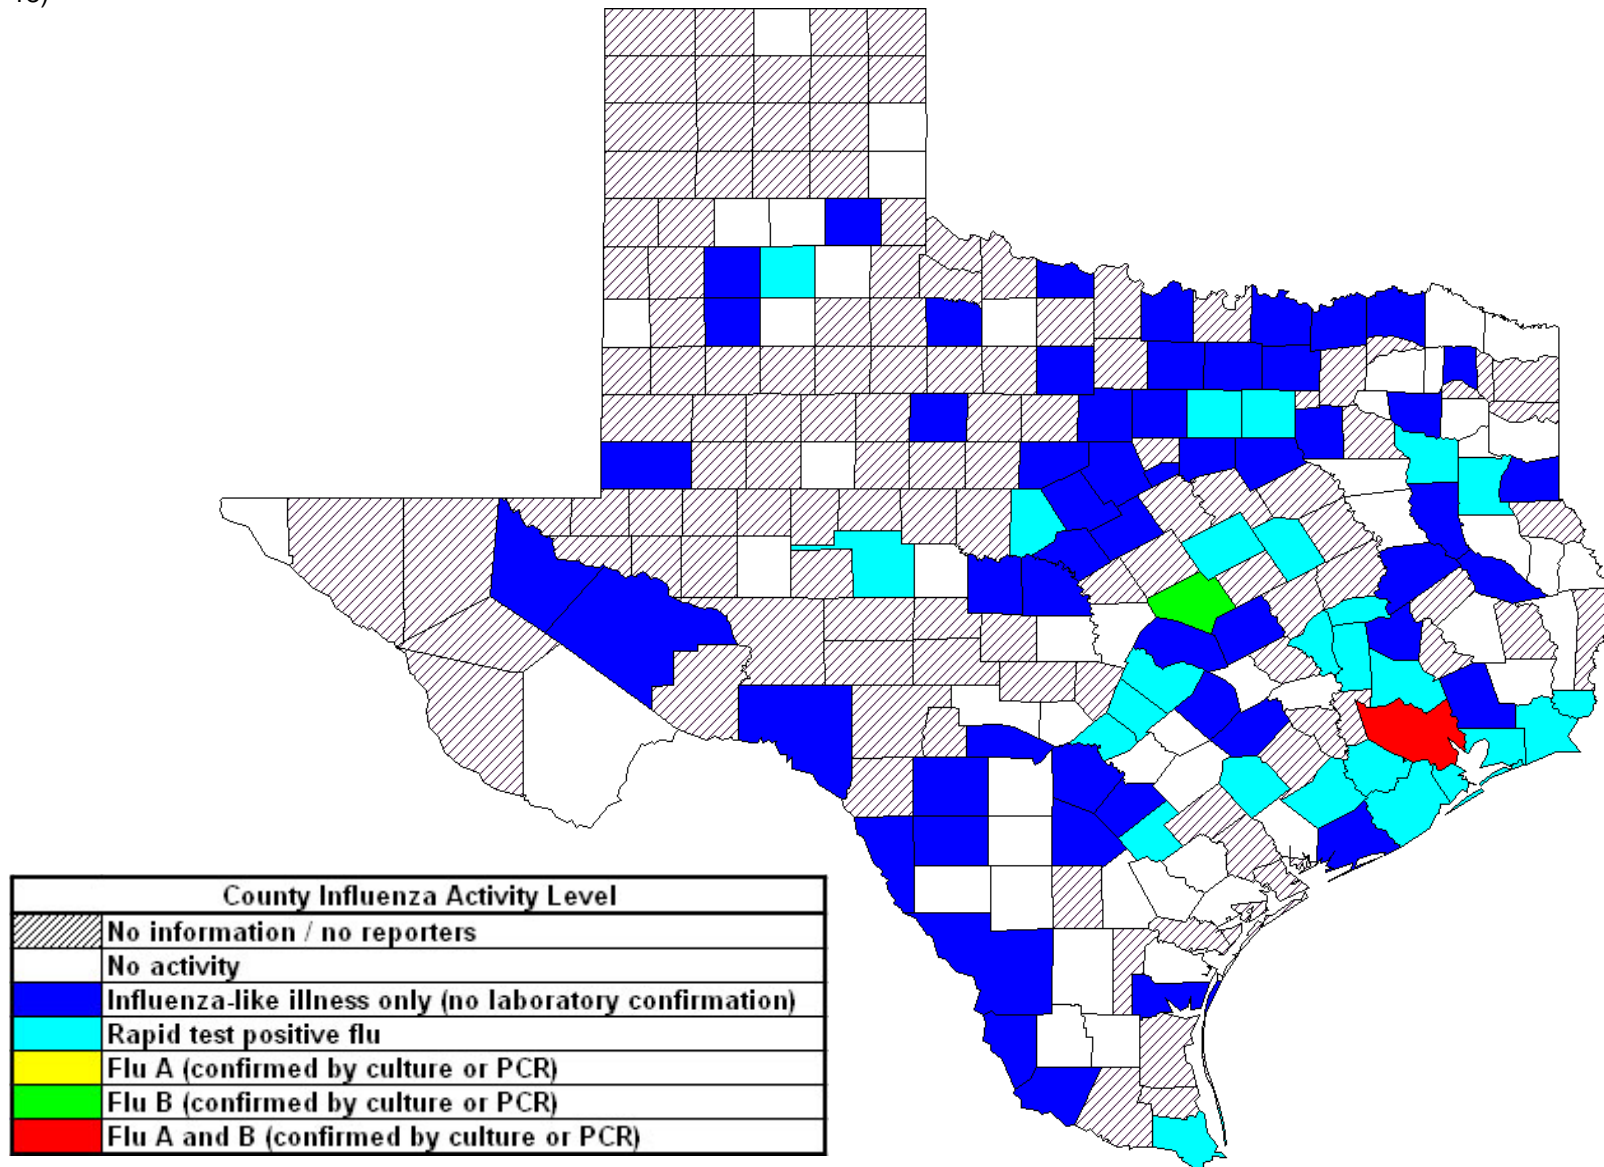 County Influenza Activity Level
No information / no reporters
No activity
Influenza-like illness only (no laboratory confirmation)
Rapid test positive flu
Flu A (confirmed by culture or PCR)
Flu B (confirmed by culture or PCR)
Flu A and B (confirmed by culture or PCR)